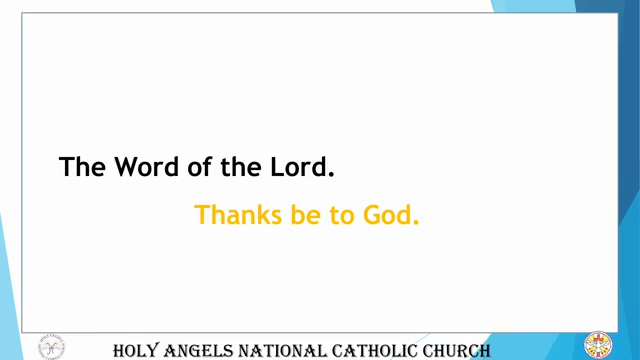 The Word of the Lord.
Thanks be to God.
HOLY ANGELS NATIONAL CATHOLIC CHURCH